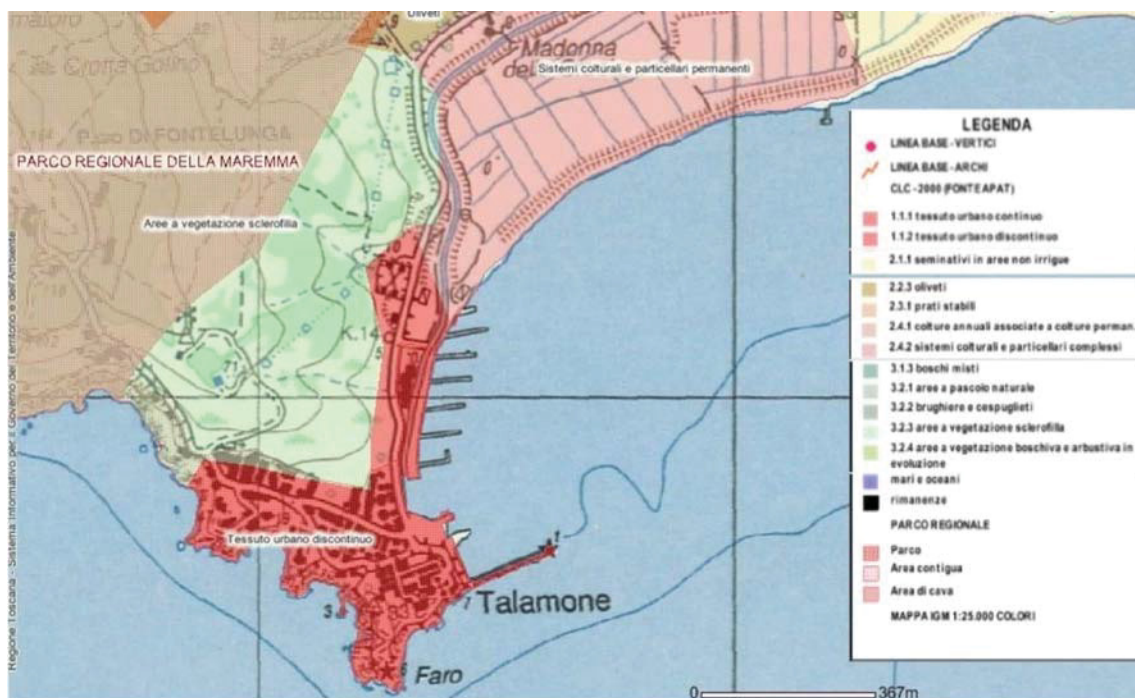 Oliveti
Grotta Golino
Madonna
Sistemi colturali e particellari permanenti
P.gio DI FONTELUNGA
PARCO REGIONALE DELLA MAREMMA
Aree a vegetazione sclerofilla
K.14
71
Tessuto urbano discontinuo
Talamone
3
Faro
0 367m
Regione Toscana - Sistema Informativo per il Governo del Territorio e dell'Ambiente
LEGENDA
LINEA BASE - VERTICI
LINEA BASE - ARCHI
CLC - 2000 (FONTE APAT)
1.1.1 tessuto urbano continuo
1.1.2 tessuto urbano discontinuo
2.1.1 seminativi in aree non irrigue
2.2.3 oliveti
2.3.1 prati stabili
2.4.1 colture annuali associate a colture perman.
2.4.2 sistemi colturali e particellari complessi
3.1.3 boschi misti
3.2.1 aree a pascolo naturale
3.2.2 brughiere e cespuglieti
3.2.3 aree a vegetazione sclerofilla
3.2.4 aree a vegetazione boschiva e arbustiva in
evoluzione
mari e oceani
rimanenze
PARCO REGIONALE
Parco
Area contigua
Area di cava
MAPPA IGM 1:25.000 COLORI